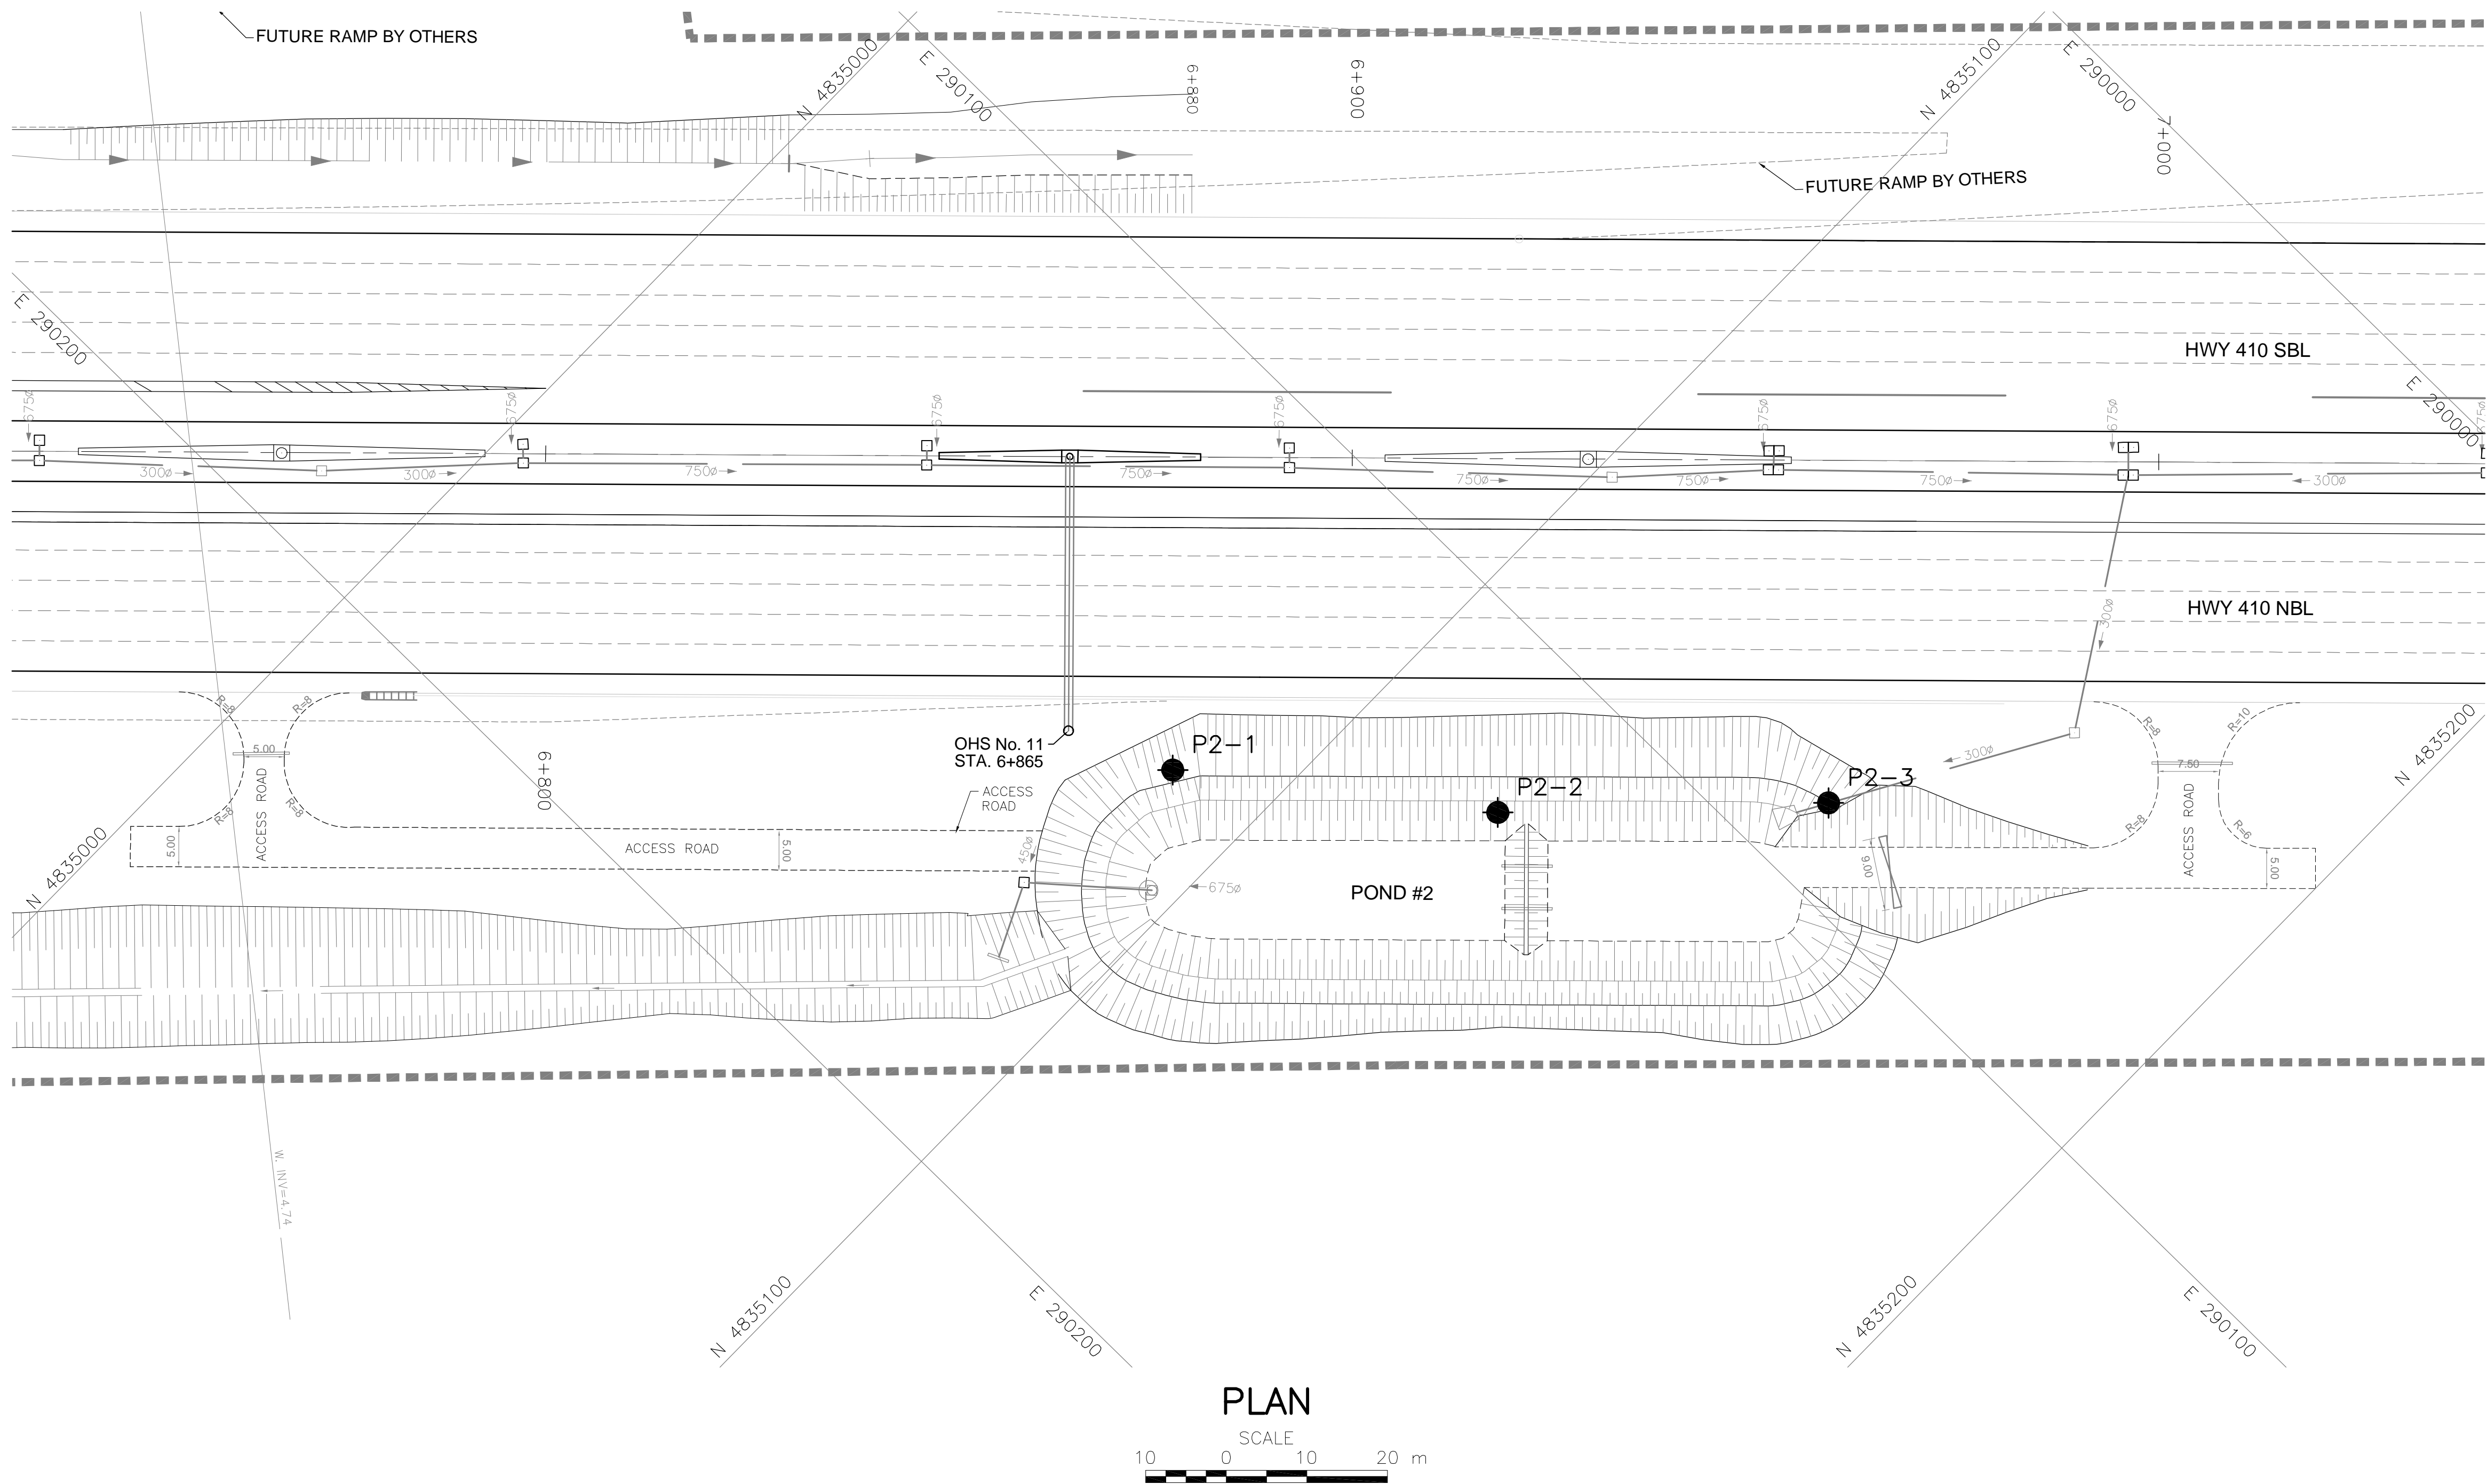 FUTURE RAMP BY OTHERS
N 4835000
E 290100
6+880
6+900
N 4835100
E 290000
7+000
FUTURE RAMP BY OTHERS
E 290200
HWY 410 SBL
E 290000
675ø
675ø
675ø
675ø
675ø
675ø
675ø
300ø
300ø
750ø
750ø
750ø
750ø
750ø
300ø
HWY 410 NBL
300ø
R=8
R=8
5.00
R=8
R=8
ACCESS ROAD
5.00
6+800
OHS No. 11
STA. 6+865
ACCESS
ROAD
ACCESS ROAD
5.00
P2-1
P2-2
P2-3
300ø
R=8
R=10
7.50
R=8
R=6
ACCESS ROAD
5.00
N 4835200
N 4835000
450ø
675ø
POND #2
9.00
W. INV=4.74
N 4835100
E 290200
N 4835200
E 290100
PLAN
SCALE
10 0 10 20 m